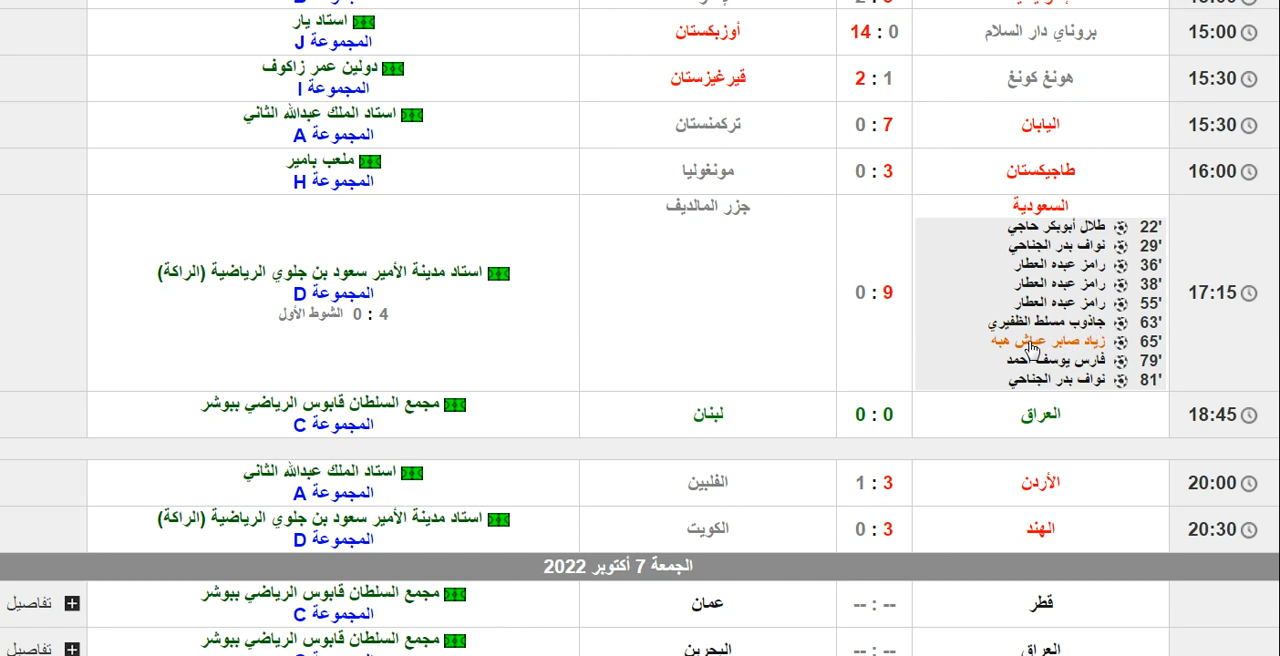 15:00 بروناي دار السلام 0 : 14 أوزبكستان استاد يار
المجموعة J
15:30 هونغ كونغ 1 : 2 قيرغيزستان دولين عمر زاكوف
المجموعة I
15:30 اليابان 7 : 0 تركمنستان استاد الملك عبدالله الثاني
المجموعة A
16:00 طاجيكستان 3 : 0 مونغوليا ملعب بامير
المجموعة H
17:15 السعودية 9 : 0 جزر المالديف استاد مدينة الأمير سعود بن جلوي الرياضية (الراكة)
المجموعة D
4 : 0 الشوط الأول
22' طلال أبوبكر حاجي
29' نواف بدر الجناحي
36' رامز عبده العطار
38' رامز عبده العطار
55' رامز عبده العطار
63' جاذوب مسلط الظفيري
65' زياد صابر عياش هبه
79' فارس يوسف احمد
81' نواف بدر الجناحي
18:45 العراق 0 : 0 لبنان مجمع السلطان قابوس الرياضي ببوشر
المجموعة C
20:00 الأردن 3 : 1 الفلبين استاد الملك عبدالله الثاني
المجموعة A
20:30 الهند 3 : 0 الكويت استاد مدينة الأمير سعود بن جلوي الرياضية (الراكة)
المجموعة D
الجمعة 7 أكتوبر 2022
قطر -- : -- عمان مجمع السلطان قابوس الرياضي ببوشر تفاصيل
المجموعة C
العراق -- : -- البحرين مجمع السلطان قابوس الرياضي ببوشر تفاصيل